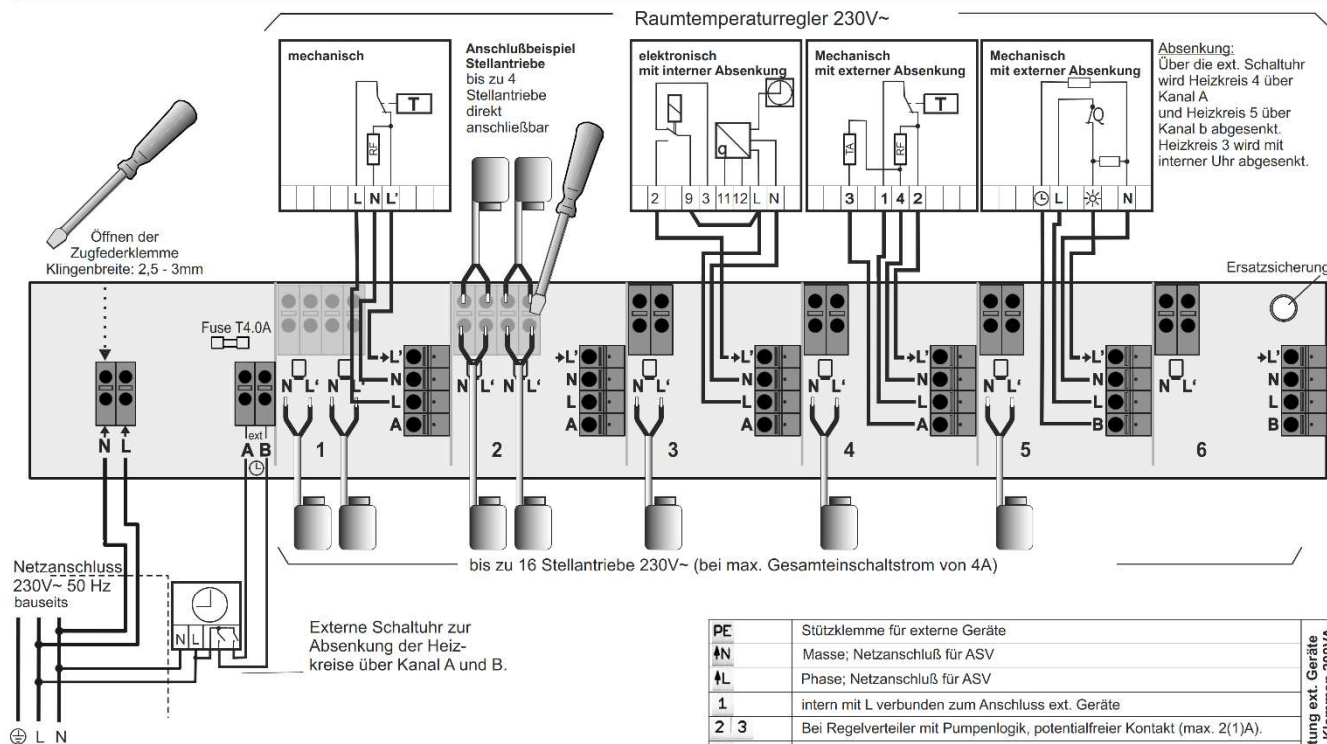 Raumtemperaturregler 230V~
mechanisch
T
RF
L N L'
Anschlußbeispiel
Stellantriebe
bis zu 4
Stellantriebe
direkt
anschließbar
elektronisch
mit interner Absenkung
q
2 9 3 11 12 L N
Mechanisch
mit externer Absenkung
T
TA
RF
3 1 4 2
Mechanisch
mit externer Absenkung
L N
Absenkung:
Über die ext. Schaltuhr
wird Heizkreis 4 über
Kanal A
und Heizkreis 5 über
Kanal b abgesenkt.
Heizkreis 3 wird mit
interner Uhr abgesenkt.
Öffnen der
Zugfederklemme
Klingenbreite: 2,5 - 3mm
Ersatzsicherung
Fuse T4.0A
N L
ext
A B
N L' N L'
1
L'
N
L
A
N L' N L'
2
L'
N
L
A
N L'
3
L'
N
L
A
N L'
4
L'
N
L
A
N L'
5
L'
N
L
B
N L'
6
L'
N
L
B
bis zu 16 Stellantriebe 230V~ (bei max. Gesamteinschaltstrom von 4A)
Netzanschluss
230V~ 50 Hz
bauseits
N L
Externe Schaltuhr zur
Absenkung der Heiz-
kreise über Kanal A und B.
L N
PE Stützklemme für externe Geräte
N Masse; Netzanschluß für ASV
L Phase; Netzanschluß für ASV
1 intern mit L verbunden zum Anschluss ext. Geräte
2 3 Bei Regelverteiler mit Pumpenlogik, potentialfreier Kontakt (max. 2(1)A).
ext. Geräte